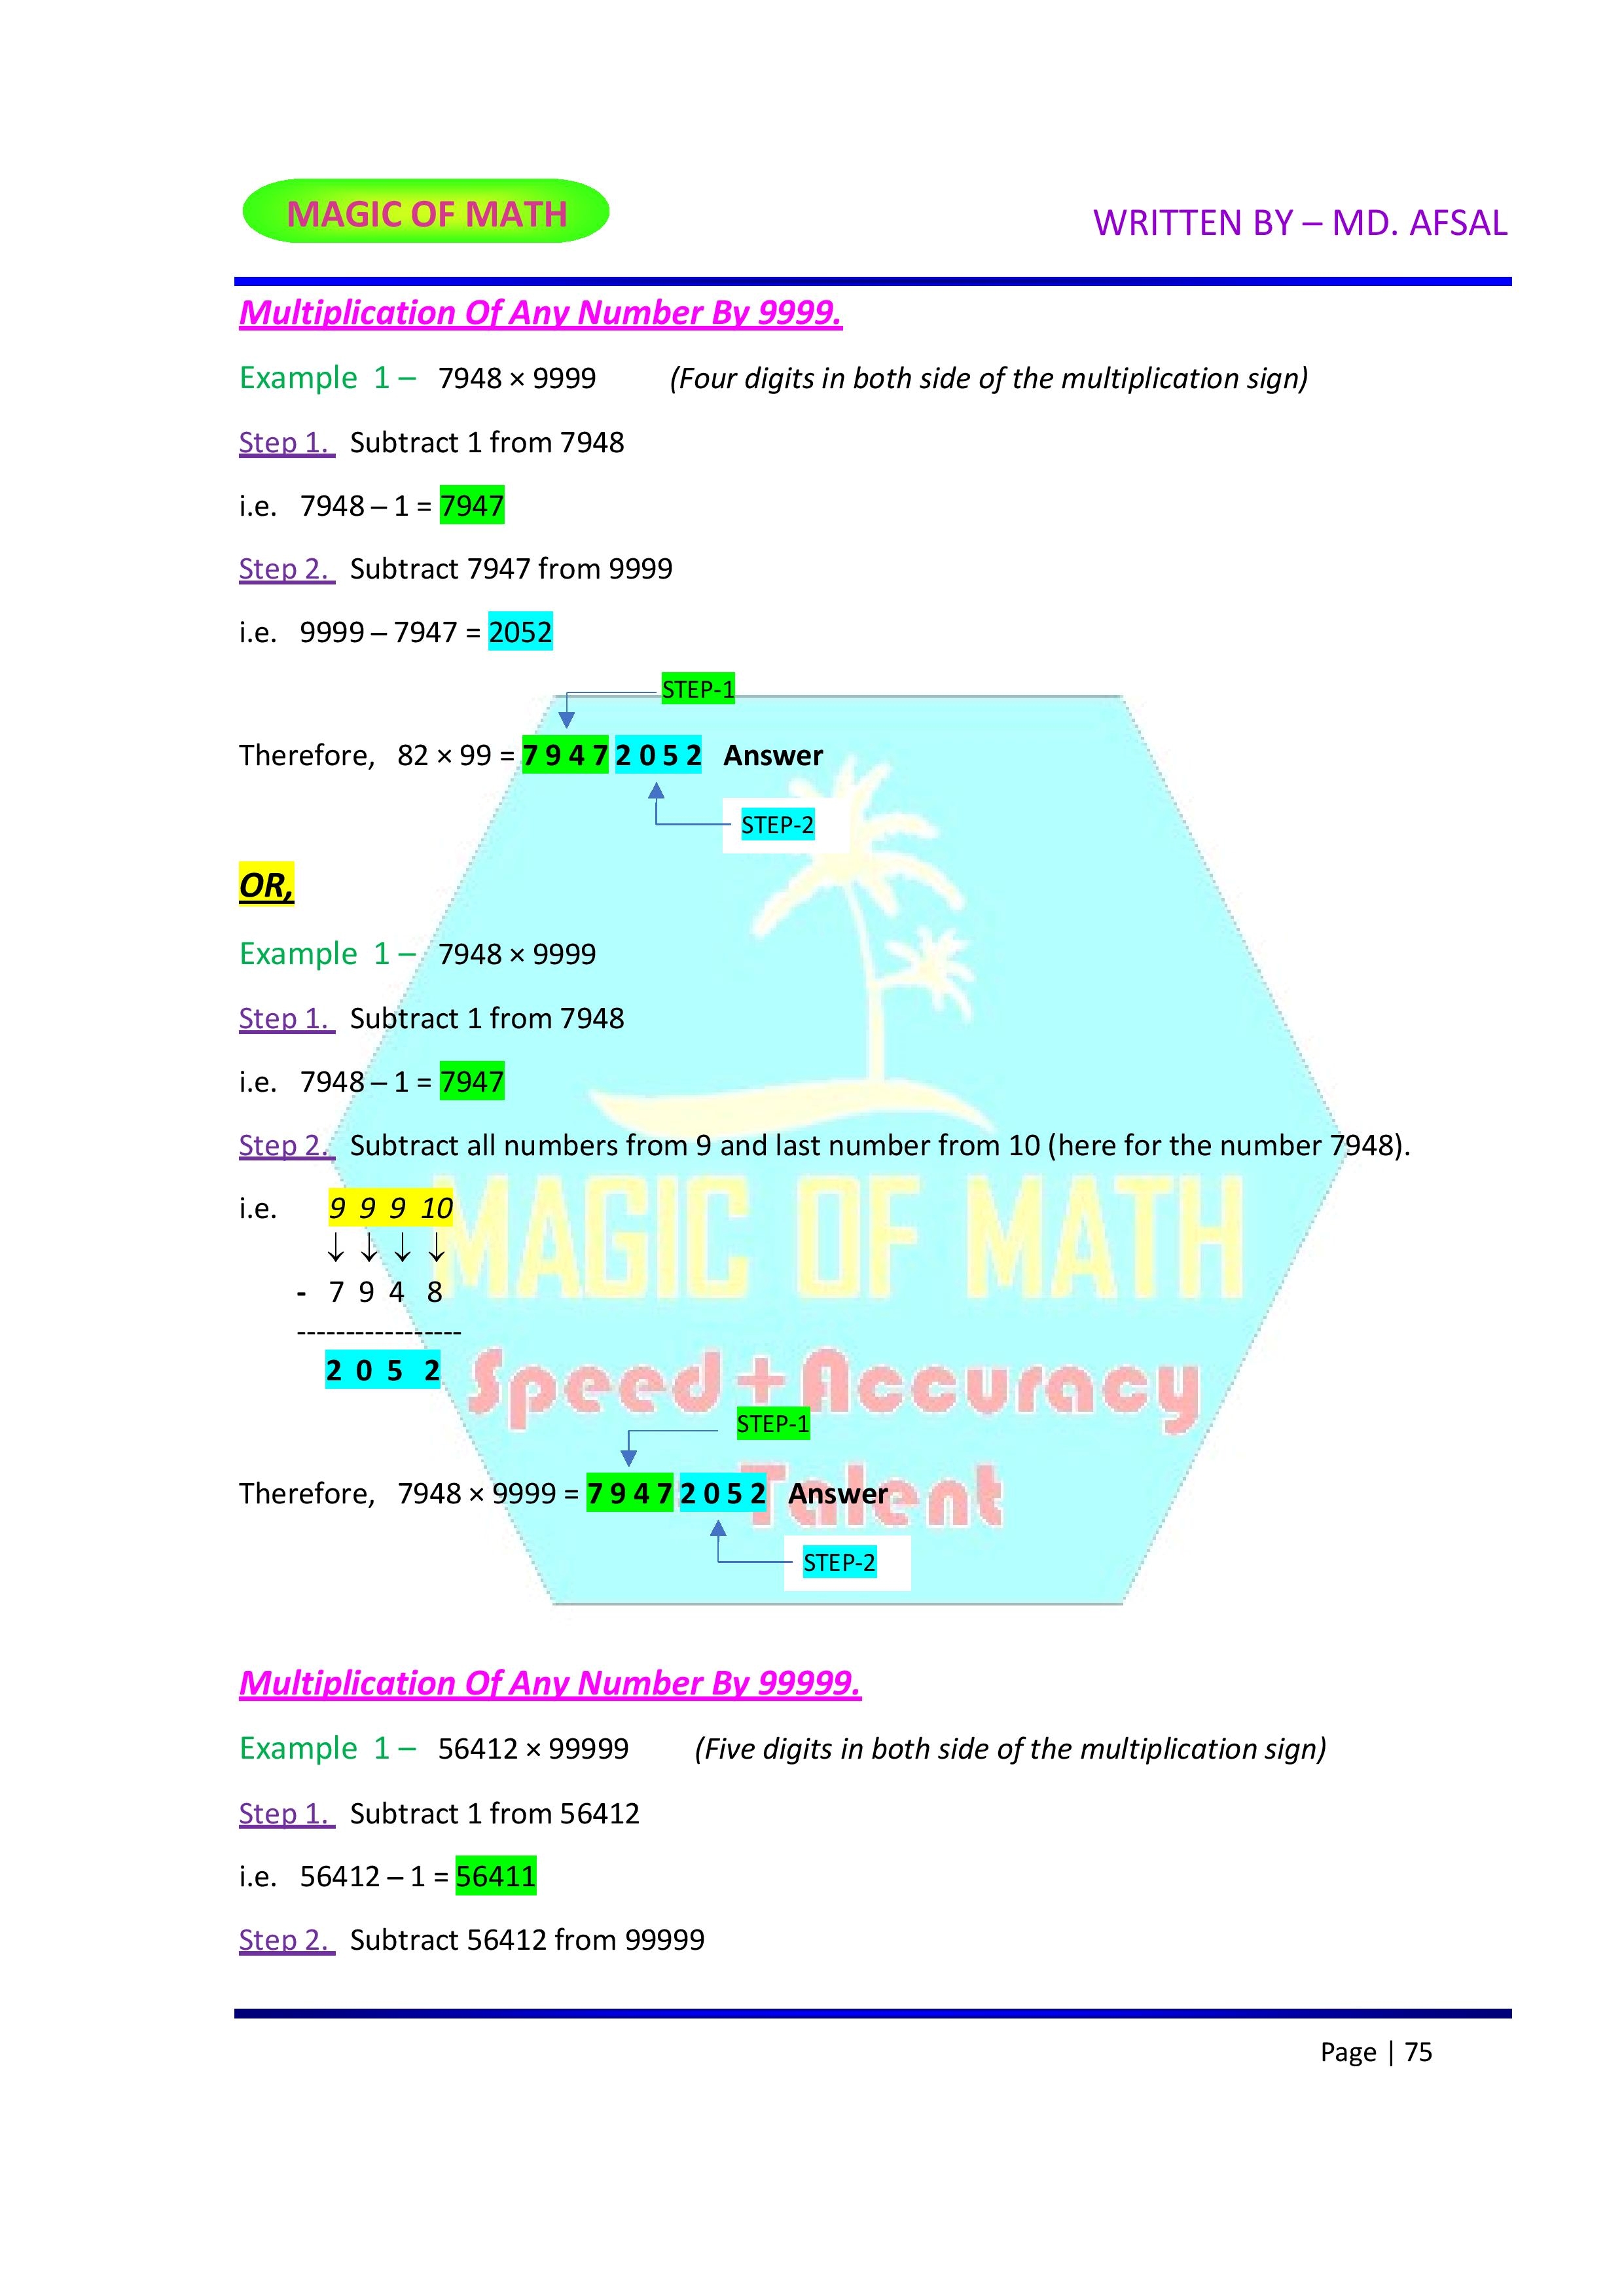 MAGIC OF MATH
WRITTEN BY – MD. AFSAL
Multiplication Of Any Number By 9999.
Example 1 – 7948 × 9999 (Four digits in both side of the multiplication sign)
Step 1. Subtract 1 from 7948
i.e. 7948 – 1 = 7947
Step 2. Subtract 7947 from 9999
i.e. 9999 – 7947 = 2052
STEP-1
Therefore, 82 × 99 = 7 9 4 7 2 0 5 2 Answer
STEP-2
OR,
Example 1 – 7948 × 9999
Step 1. Subtract 1 from 7948
i.e. 7948 – 1 = 7947
Step 2. Subtract all numbers from 9 and last number from 10 (here for the number 7948).
i.e. 9 9 9 10
↓ ↓ ↓ ↓
- 7 9 4 8
-----------------
2 0 5 2
MAGIC OF MATH
Speed+Accuracy
Talent
STEP-1
Therefore, 7948 × 9999 = 7 9 4 7 2 0 5 2 Answer
STEP-2
Multiplication Of Any Number By 99999.
Example 1 – 56412 × 99999 (Five digits in both side of the multiplication sign)
Step 1. Subtract 1 from 56412
i.e. 56412 – 1 = 56411
Step 2. Subtract 56412 from 99999
Page | 75